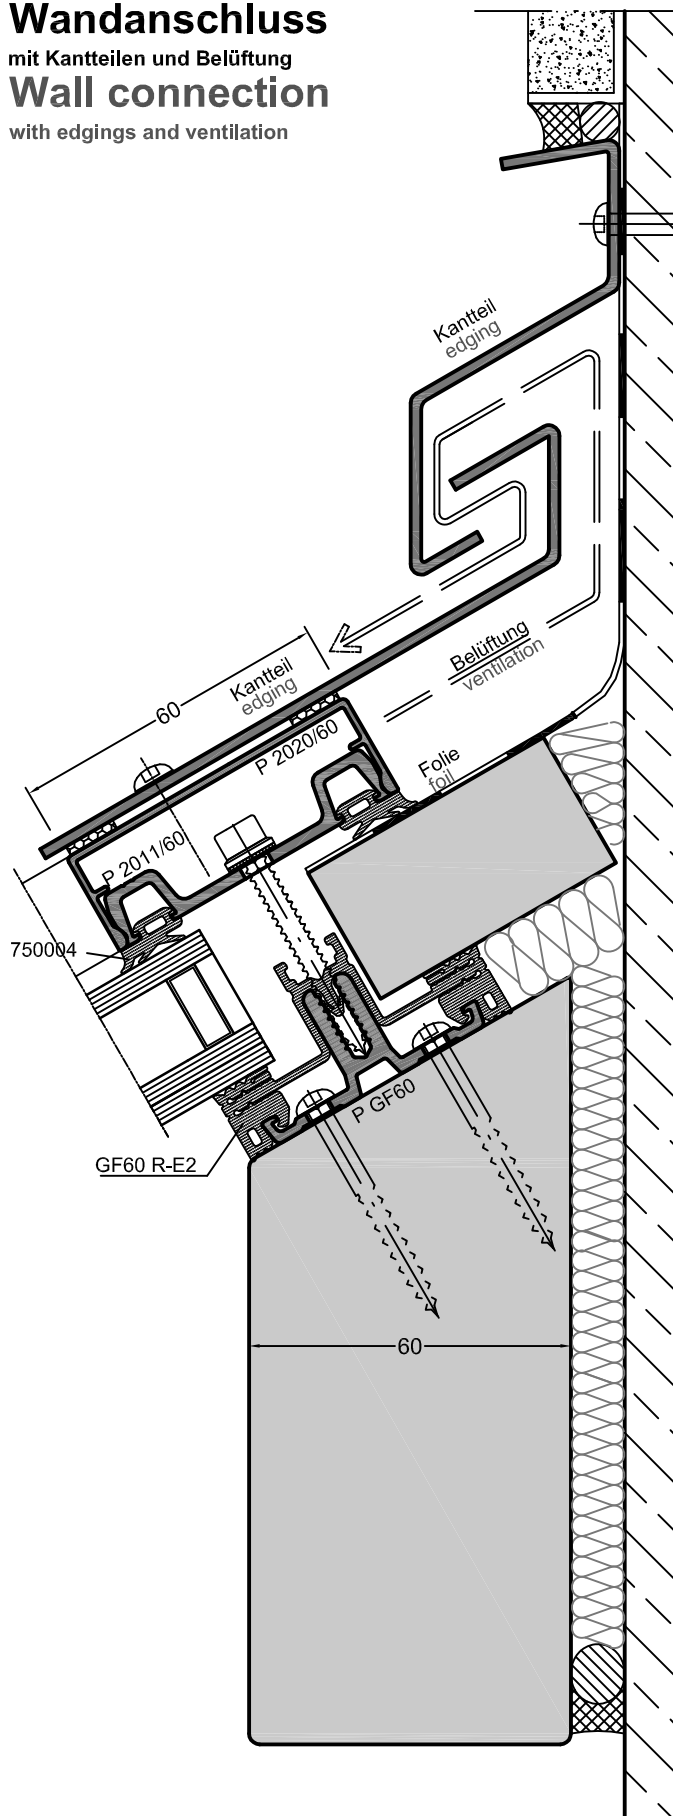 Wandanschluss
mit Kantteilen und Belüftung
Wall connection
with edgings and ventilation
Kantteil
edging
Belüftung
ventilation
Kantteil
edging
60
P 2020/60
Folie
foil
P 2011/60
750004
P GF60
GF60 R-E2
60